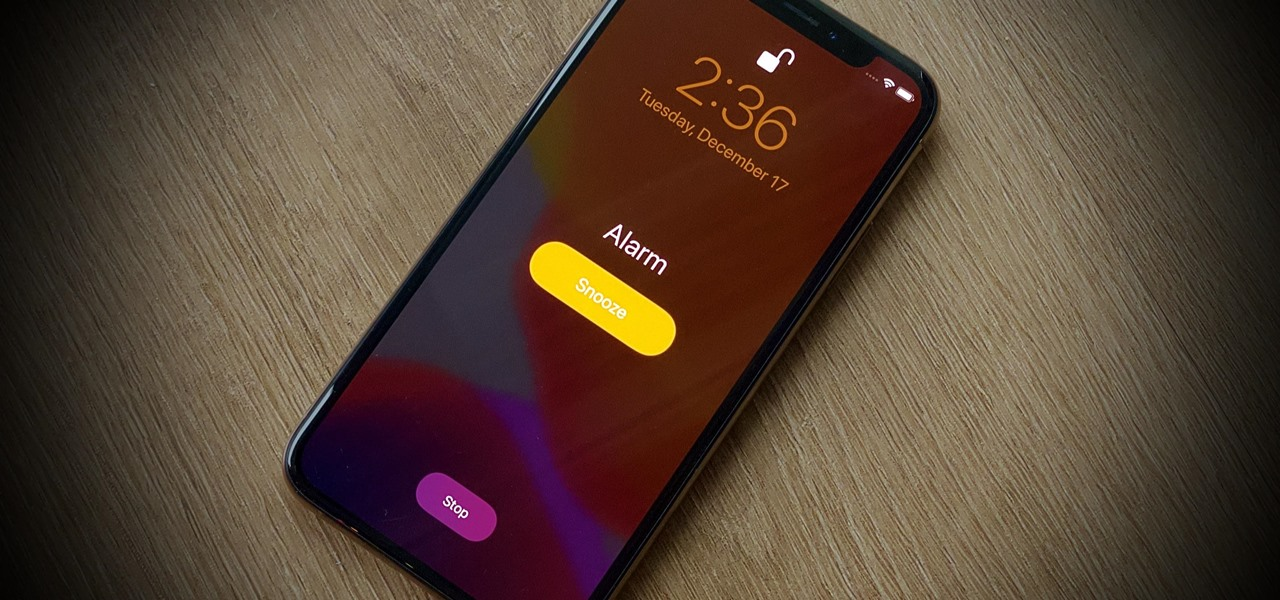 2:36
Tuesday, December 17
Alarm
Snooze
Stop